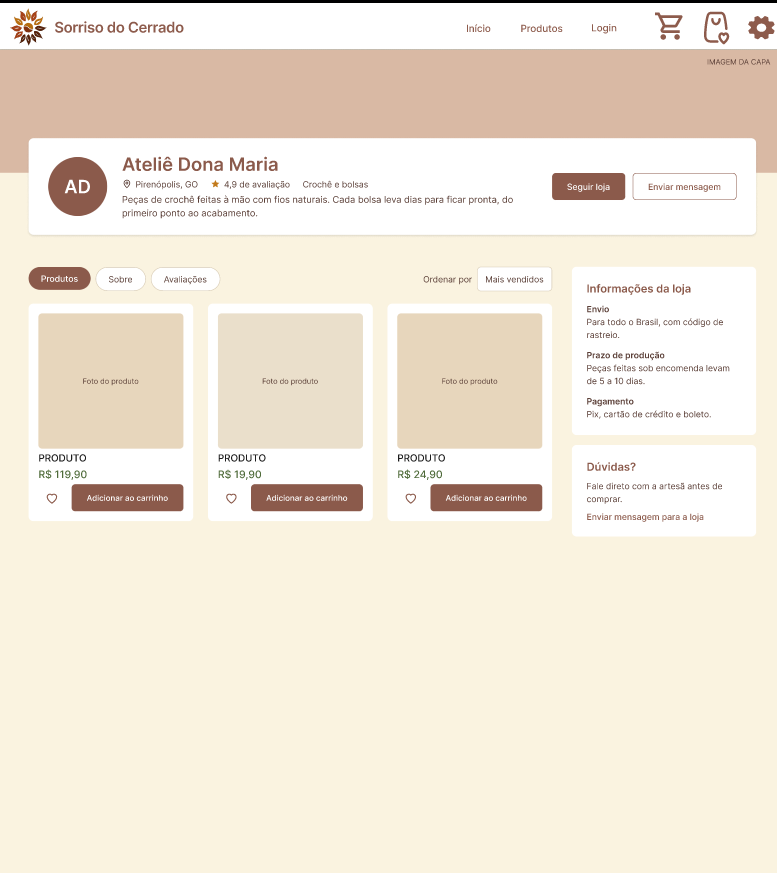 Sorriso do Cerrado
Início
Produtos
Login
IMAGEM DA CAPA
AD
Ateliê Dona Maria
Pirenópolis, GO
4,9 de avaliação
Crochê e bolsas
Peças de crochê feitas à mão com fios naturais. Cada bolsa leva dias para ficar pronta, do
primeiro ponto ao acabamento.
Seguir loja
Enviar mensagem
Produtos
Sobre
Avaliações
Ordenar por
Mais vendidos
Foto do produto
PRODUTO
R$ 119,90
Adicionar ao carrinho
Foto do produto
PRODUTO
R$ 19,90
Adicionar ao carrinho
Foto do produto
PRODUTO
R$ 24,90
Adicionar ao carrinho
Informações da loja
Envio
Para todo o Brasil, com código de
rastreio.
Prazo de produção
Peças feitas sob encomenda levam
de 5 a 10 dias.
Pagamento
Pix, cartão de crédito e boleto.
Dúvidas?
Fale direto com a artesã antes de
comprar.
Enviar mensagem para a loja